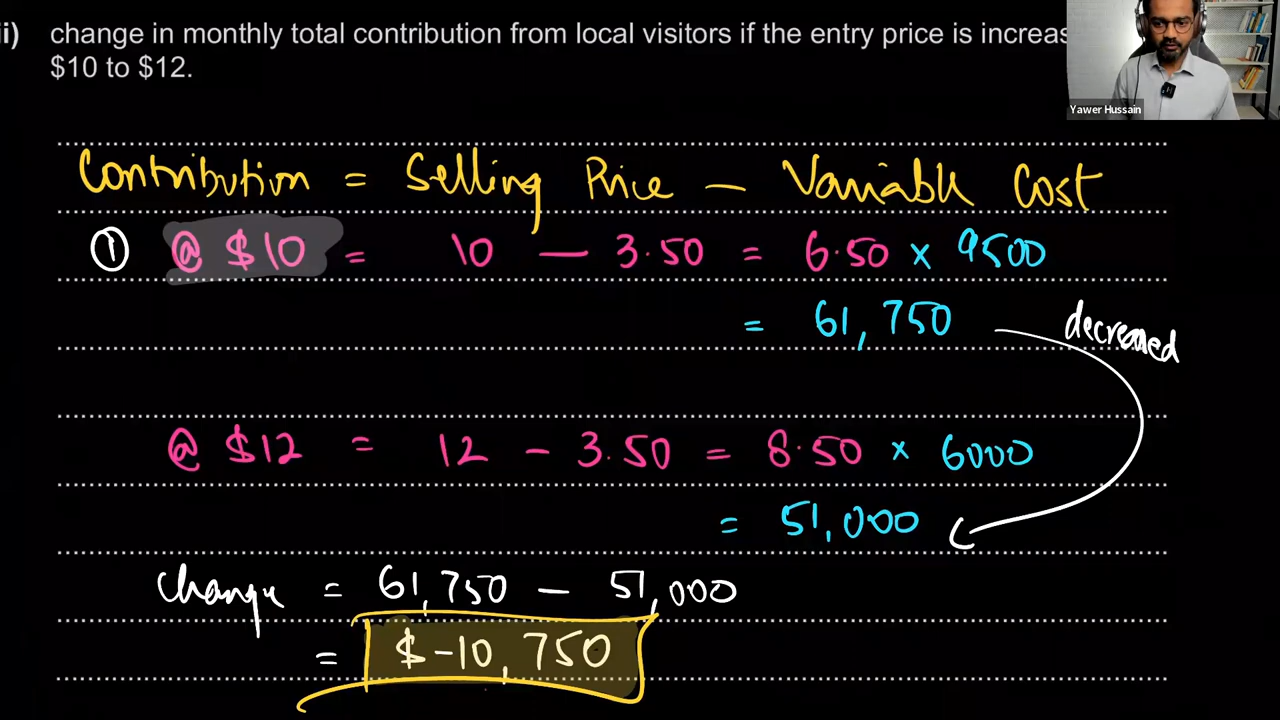 ii) change in monthly total contribution from local visitors if the entry price is increas
$10 to $12.
Yawer Hussain
Contribution = Selling Price - Variable Cost
① @ $10 = 10 - 3.50 = 6.50 × 9500
= 61,750
decreased
@ $12 = 12 - 3.50 = 8.50 × 6000
= 51,000
change = 61,750 - 51,000
= $-10,750